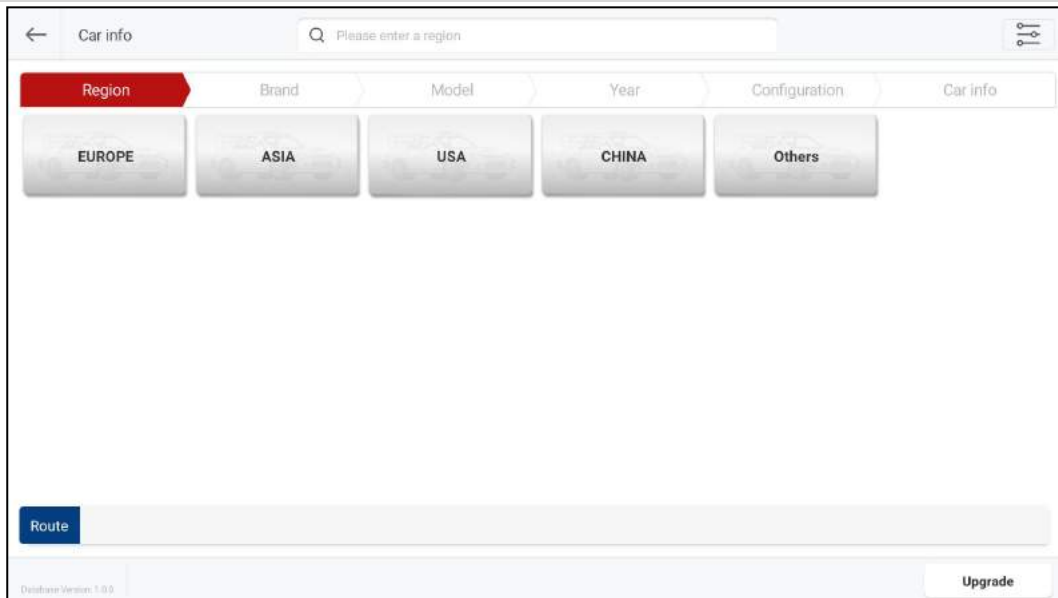 Car info
Please enter a region
Region Brand Model Year Configuration Car info
EUROPE ASIA USA CHINA Others
Route
Database Version: 1.0.0
Upgrade